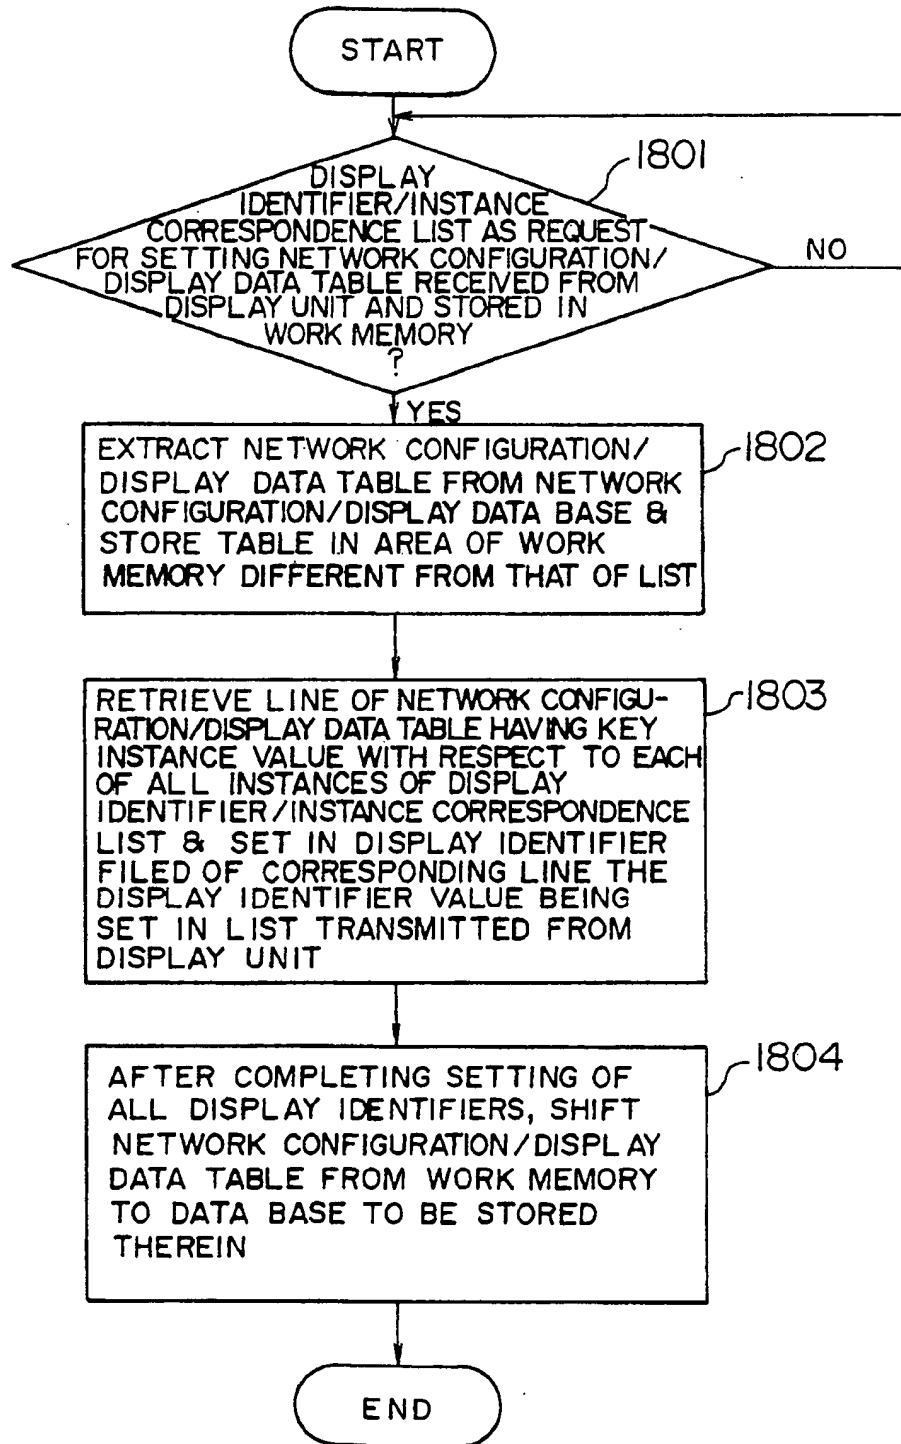 START
1801
DISPLAY
IDENTIFIER/INSTANCE
CORRESPONDENCE LIST AS REQUEST
FOR SETTING NETWORK CONFIGURATION/
DISPLAY DATA TABLE RECEIVED FROM
DISPLAY UNIT AND STORED IN
WORK MEMORY
?
NO
YES
1802
EXTRACT NETWORK CONFIGURATION/
DISPLAY DATA TABLE FROM NETWORK
CONFIGURATION/DISPLAY DATA BASE &
STORE TABLE IN AREA OF WORK
MEMORY DIFFERENT FROM THAT OF LIST
1803
RETRIEVE LINE OF NETWORK CONFIGU-
RATION/DISPLAY DATA TABLE HAVING KEY
INSTANCE VALUE WITH RESPECT TO EACH
OF ALL INSTANCES OF DISPLAY
IDENTIFIER/INSTANCE CORRESPONDENCE
LIST & SET IN DISPLAY IDENTIFIER
FILED OF CORRESPONDING LINE THE
DISPLAY IDENTIFIER VALUE BEING
SET IN LIST TRANSMITTED FROM
DISPLAY UNIT
1804
AFTER COMPLETING SETTING OF
ALL DISPLAY IDENTIFIERS, SHIFT
NETWORK CONFIGURATION/DISPLAY
DATA TABLE FROM WORK MEMORY
TO DATA BASE TO BE STORED
THEREIN
END